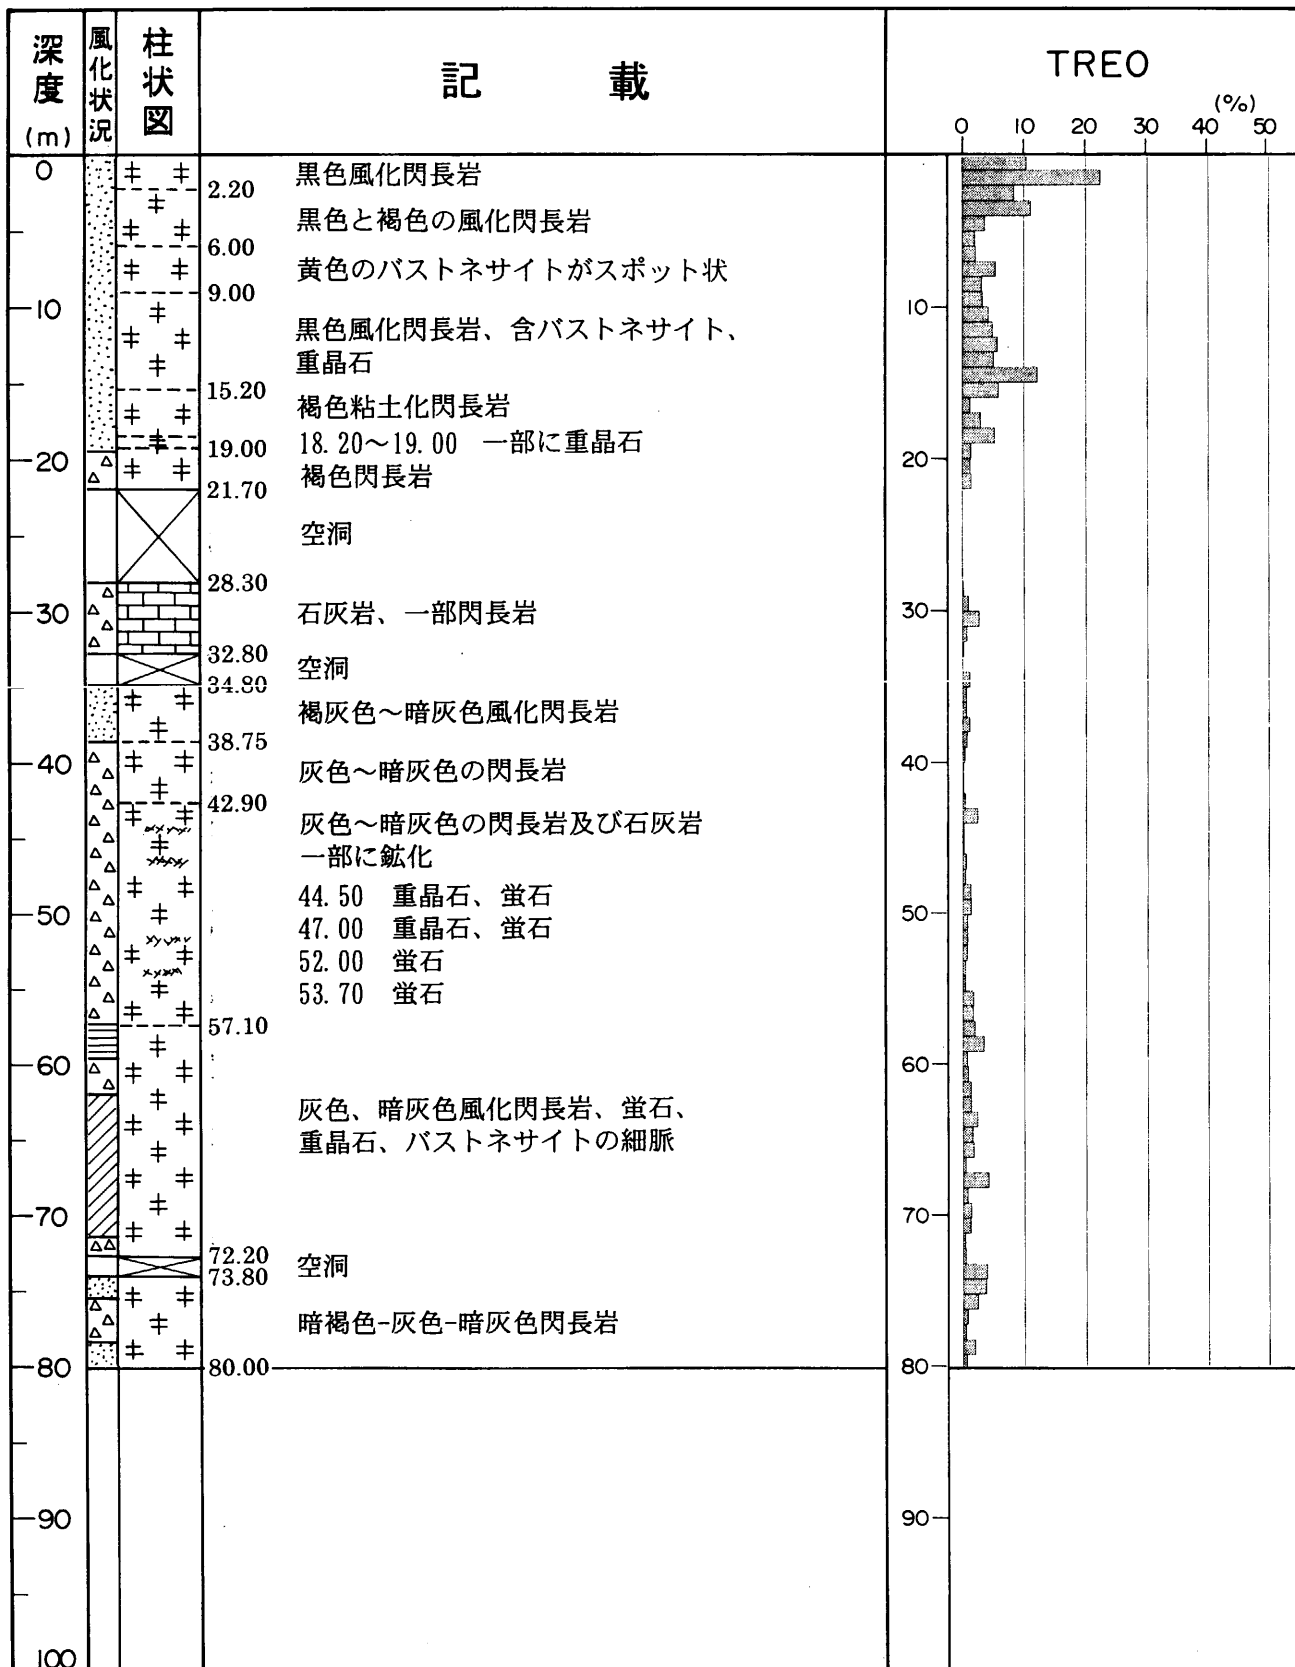 深度
(m)
風化状況
柱状図
記 載
TREO
(%)
0 10 20 30 40 50
0
黒色風化閃長岩
2.20
黒色と褐色の風化閃長岩
6.00
黄色のバストネサイトがスポット状
9.00
10
10
黒色風化閃長岩、含バストネサイト、
重晶石
15.20
褐色粘土化閃長岩
18.20～19.00 一部に重晶石
19.00
20
20
褐色閃長岩
21.70
空洞
28.30
30
30
石灰岩、一部閃長岩
32.80
空洞
34.80
褐灰色～暗灰色風化閃長岩
38.75
40
40
灰色～暗灰色の閃長岩
42.90
灰色～暗灰色の閃長岩及び石灰岩
一部に鉱化
44.50 重晶石、蛍石
50
50
47.00 重晶石、蛍石
52.00 蛍石
53.70 蛍石
57.10
60
60
灰色、暗灰色風化閃長岩、蛍石、
重晶石、バストネサイトの細脈
70
70
72.20
空洞
73.80
暗褐色-灰色-暗灰色閃長岩
80
80.00
80
90
90
100